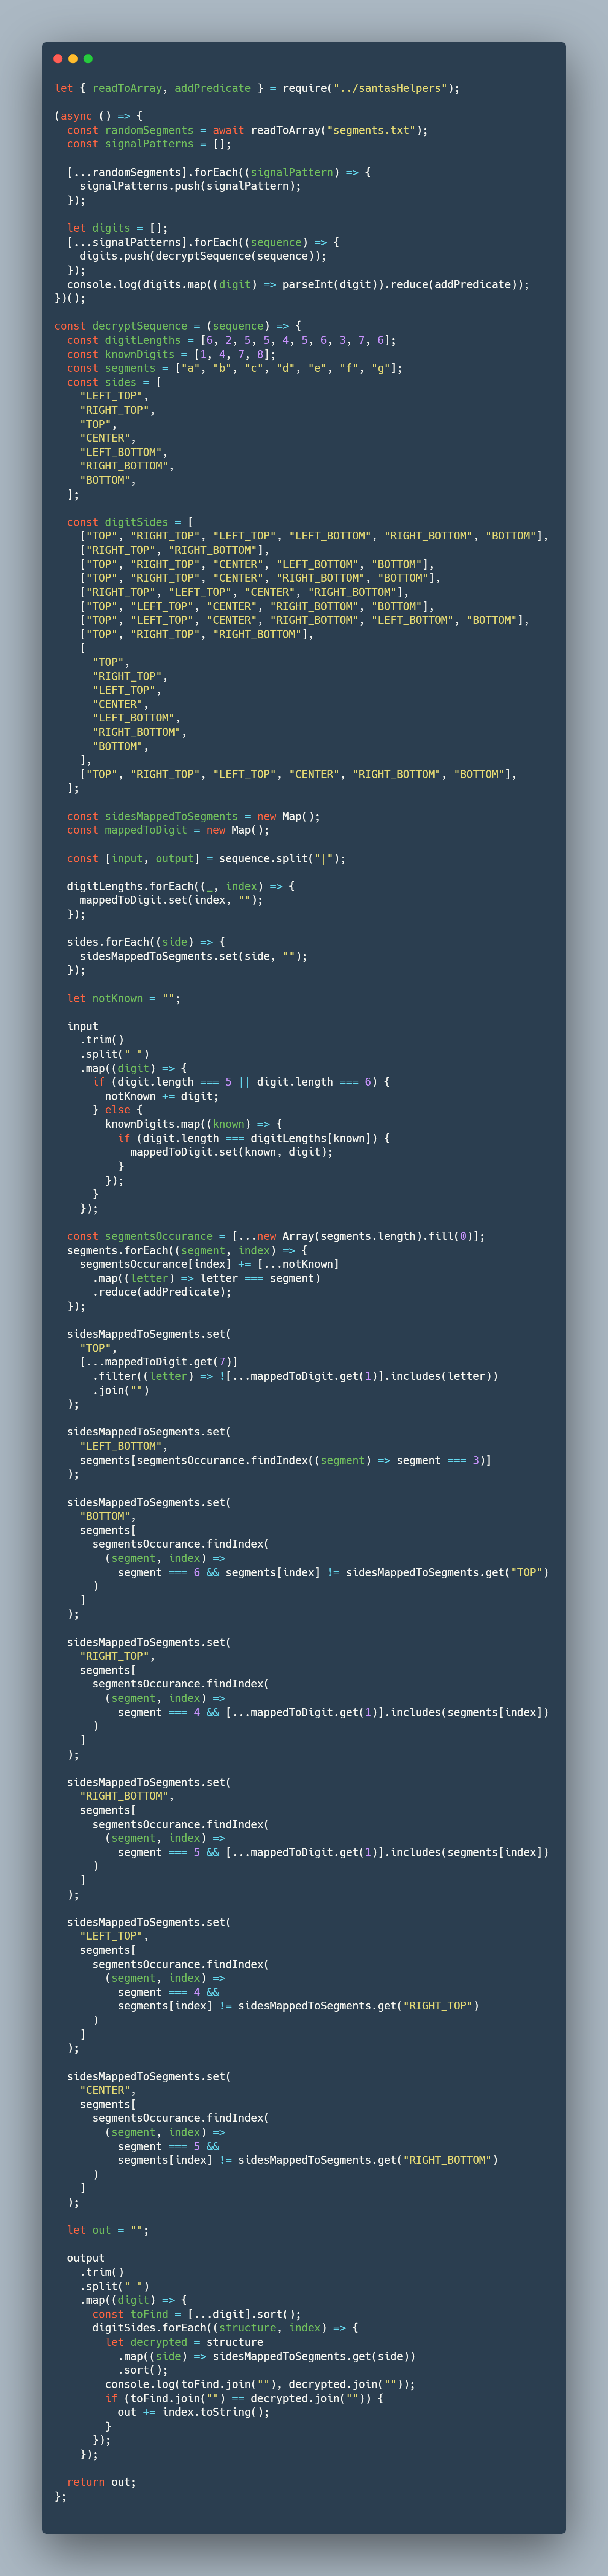 let { readToArray, addPredicate } = require("../santasHelpers");

(async () => {
  const randomSegments = await readToArray("segments.txt");
  const signalPatterns = [];

  [...randomSegments].forEach((signalPattern) => {
    signalPatterns.push(signalPattern);
  });

  let digits = [];
  [...signalPatterns].forEach((sequence) => {
    digits.push(decryptSequence(sequence));
  });
  console.log(digits.map((digit) => parseInt(digit)).reduce(addPredicate));
})();

const decryptSequence = (sequence) => {
  const digitLengths = [6, 2, 5, 5, 4, 5, 6, 3, 7, 6];
  const knownDigits = [1, 4, 7, 8];
  const segments = ["a", "b", "c", "d", "e", "f", "g"];
  const sides = [
    "LEFT_TOP",
    "RIGHT_TOP",
    "TOP",
    "CENTER",
    "LEFT_BOTTOM",
    "RIGHT_BOTTOM",
    "BOTTOM",
  ];

  const digitSides = [
    ["TOP", "RIGHT_TOP", "LEFT_TOP", "LEFT_BOTTOM", "RIGHT_BOTTOM", "BOTTOM"],
    ["RIGHT_TOP", "RIGHT_BOTTOM"],
    ["TOP", "RIGHT_TOP", "CENTER", "LEFT_BOTTOM", "BOTTOM"],
    ["TOP", "RIGHT_TOP", "CENTER", "RIGHT_BOTTOM", "BOTTOM"],
    ["RIGHT_TOP", "LEFT_TOP", "CENTER", "RIGHT_BOTTOM"],
    ["TOP", "LEFT_TOP", "CENTER", "RIGHT_BOTTOM", "BOTTOM"],
    ["TOP", "LEFT_TOP", "CENTER", "RIGHT_BOTTOM", "LEFT_BOTTOM", "BOTTOM"],
    ["TOP", "RIGHT_TOP", "RIGHT_BOTTOM"],
    [
      "TOP",
      "RIGHT_TOP",
      "LEFT_TOP",
      "CENTER",
      "LEFT_BOTTOM",
      "RIGHT_BOTTOM",
      "BOTTOM",
    ],
    ["TOP", "RIGHT_TOP", "LEFT_TOP", "CENTER", "RIGHT_BOTTOM", "BOTTOM"],
  ];

  const sidesMappedToSegments = new Map();
  const mappedToDigit = new Map();

  const [input, output] = sequence.split("|");

  digitLengths.forEach((_, index) => {
    mappedToDigit.set(index, "");
  });

  sides.forEach((side) => {
    sidesMappedToSegments.set(side, "");
  });

  let notKnown = "";

  input
    .trim()
    .split(" ")
    .map((digit) => {
      if (digit.length === 5 || digit.length === 6) {
        notKnown += digit;
      } else {
        knownDigits.map((known) => {
          if (digit.length === digitLengths[known]) {
            mappedToDigit.set(known, digit);
          }
        });
      }
    });

  const segmentsOccurance = [...new Array(segments.length).fill(0)];
  segments.forEach((segment, index) => {
    segmentsOccurance[index] += [...notKnown]
      .map((letter) => letter === segment)
      .reduce(addPredicate);
  });

  sidesMappedToSegments.set(
    "TOP",
    [...mappedToDigit.get(7)]
      .filter((letter) => ![...mappedToDigit.get(1)].includes(letter))
      .join("")
  );

  sidesMappedToSegments.set(
    "LEFT_BOTTOM",
    segments[segmentsOccurance.findIndex((segment) => segment === 3)]
  );

  sidesMappedToSegments.set(
    "BOTTOM",
    segments[
      segmentsOccurance.findIndex(
        (segment, index) =>
          segment === 6 && segments[index] != sidesMappedToSegments.get("TOP")
      )
    ]
  );

  sidesMappedToSegments.set(
    "RIGHT_TOP",
    segments[
      segmentsOccurance.findIndex(
        (segment, index) =>
          segment === 4 && [...mappedToDigit.get(1)].includes(segments[index])
      )
    ]
  );

  sidesMappedToSegments.set(
    "RIGHT_BOTTOM",
    segments[
      segmentsOccurance.findIndex(
        (segment, index) =>
          segment === 5 && [...mappedToDigit.get(1)].includes(segments[index])
      )
    ]
  );

  sidesMappedToSegments.set(
    "LEFT_TOP",
    segments[
      segmentsOccurance.findIndex(
        (segment, index) =>
          segment === 4 &&
          segments[index] != sidesMappedToSegments.get("RIGHT_TOP")
      )
    ]
  );

  sidesMappedToSegments.set(
    "CENTER",
    segments[
      segmentsOccurance.findIndex(
        (segment, index) =>
          segment === 5 &&
          segments[index] != sidesMappedToSegments.get("RIGHT_BOTTOM")
      )
    ]
  );

  let out = "";

  output
    .trim()
    .split(" ")
    .map((digit) => {
      const toFind = [...digit].sort();
      digitSides.forEach((structure, index) => {
        let decrypted = structure
          .map((side) => sidesMappedToSegments.get(side))
          .sort();
        console.log(toFind.join(""), decrypted.join(""));
        if (toFind.join("") == decrypted.join("")) {
          out += index.toString();
        }
      });
    });

  return out;
};